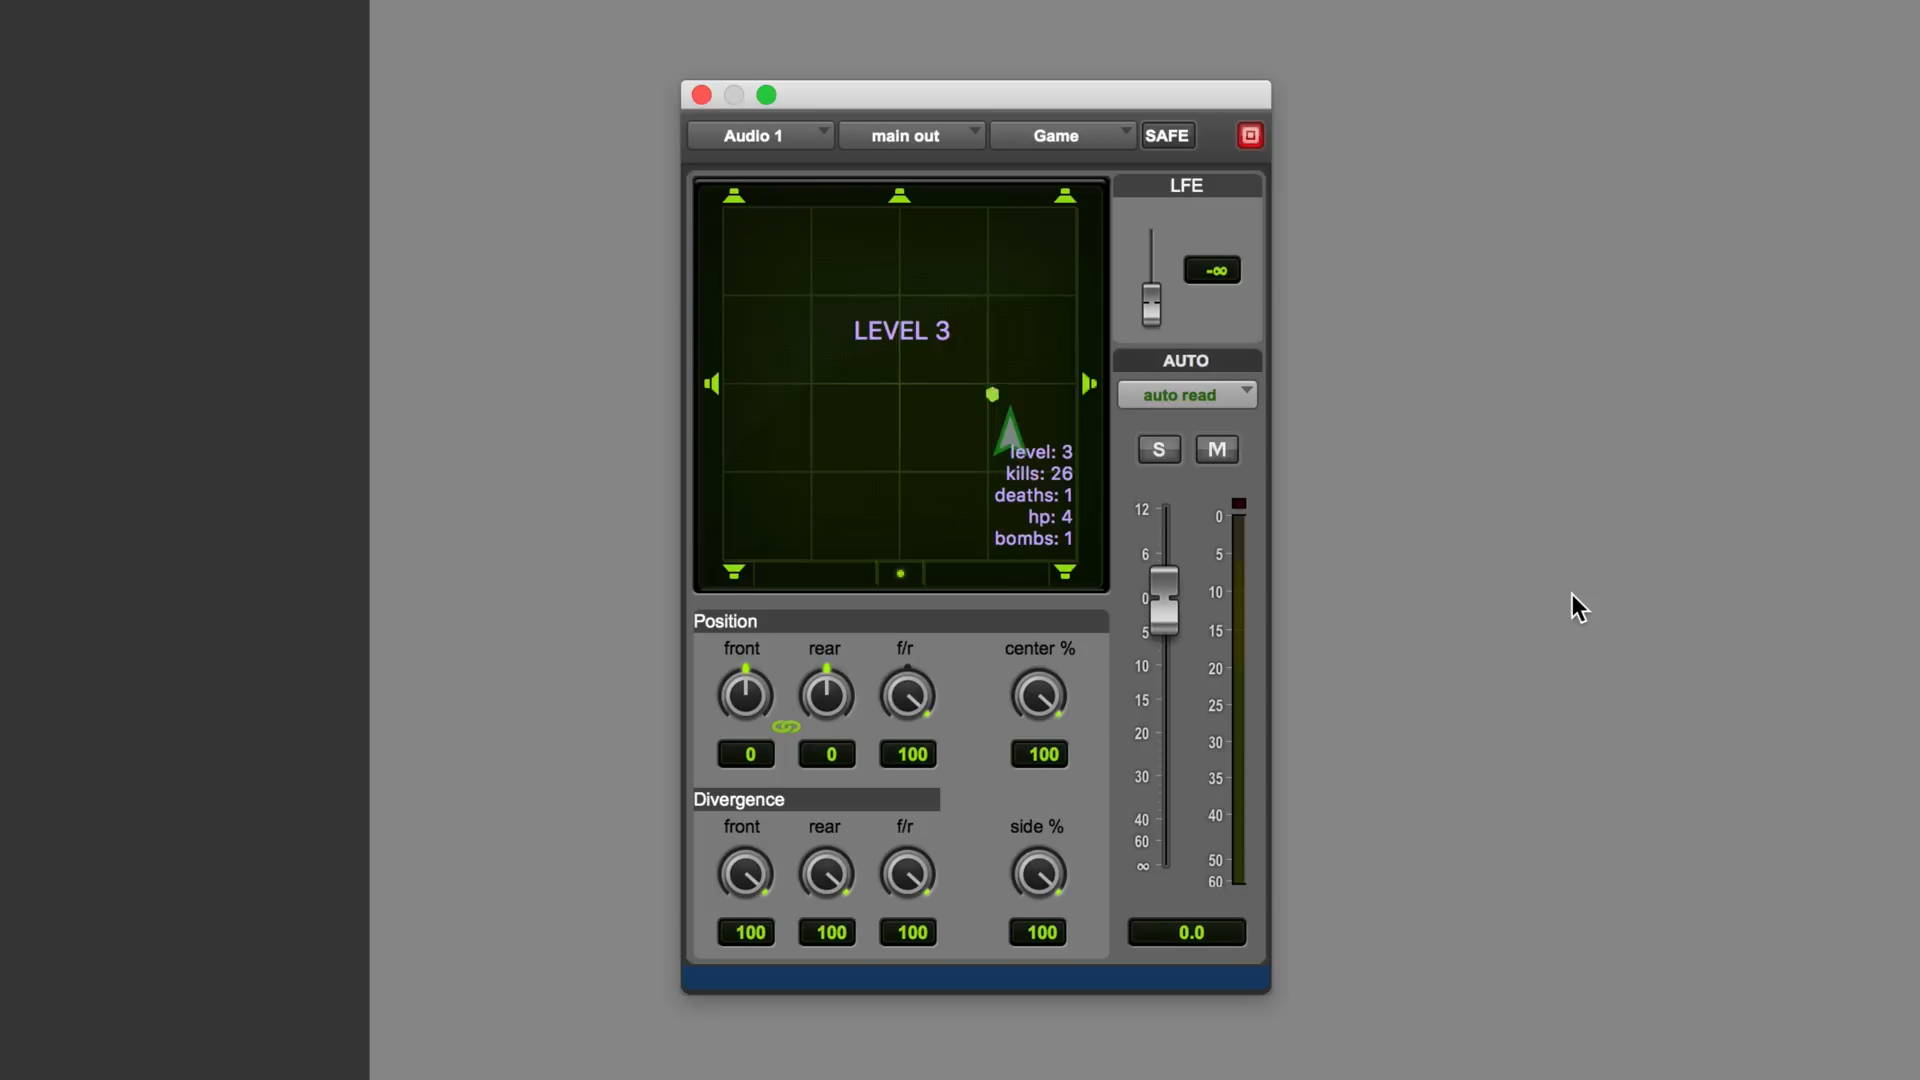 Audio 1
main out
Game
SAFE
LFE
-∞
LEVEL 3
AUTO
auto read
S M
level: 3
kills: 26
deaths: 1
hp: 4
bombs: 1
12
6
0
5
10
15
20
30
40
60
∞
0
5
10
15
20
25
30
35
40
50
60
Position
front rear f/r center %
0 0 100 100
Divergence
front rear f/r side %
100 100 100 100
0.0